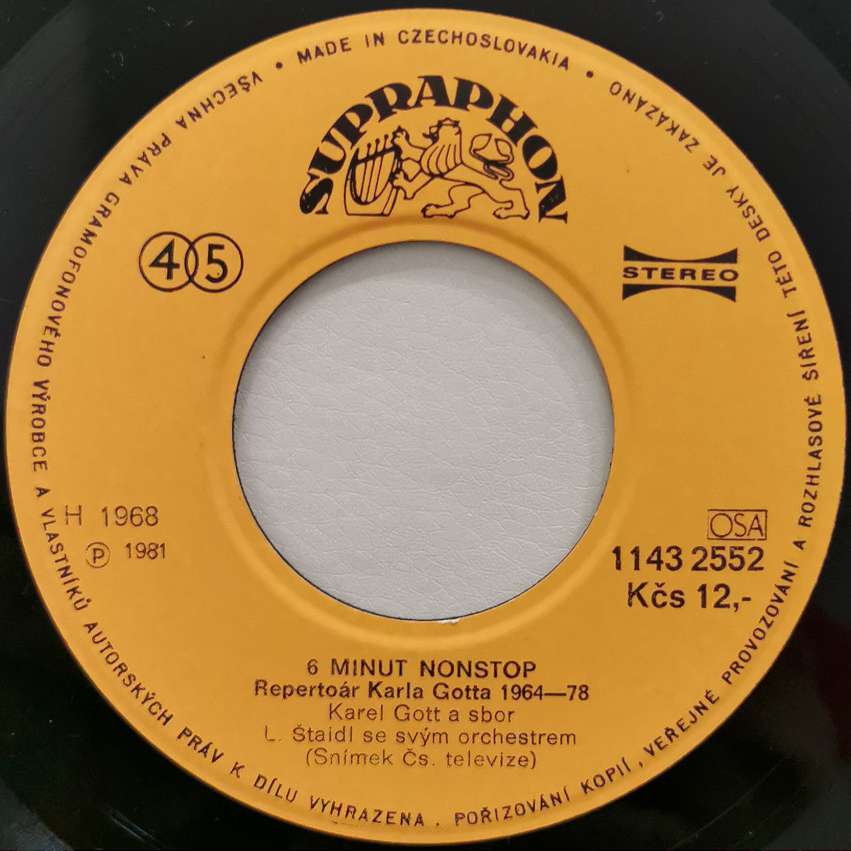 • MADE IN CZECHOSLOVAKIA •
VŠECHNA PRÁVA GRAMOFONOVÉHO VÝROBCE A VLASTNÍKŮ AUTORSKÝCH PRÁV K DÍLU VYHRAZENA. POŘIZOVÁNÍ KOPIÍ, VEŘEJNÉ PROVOZOVÁNÍ A ROZHLASOVÉ ŠÍŘENÍ TÉTO DESKY JE ZAKÁZÁNO
SUPRAPHON
45
STEREO
H 1968
Ⓟ 1981
OSA
1143 2552
Kčs 12,-
6 MINUT NONSTOP
Repertoár Karla Gotta 1964—78
Karel Gott a sbor
L. Štaidl se svým orchestrem
(Snímek Čs. televize)